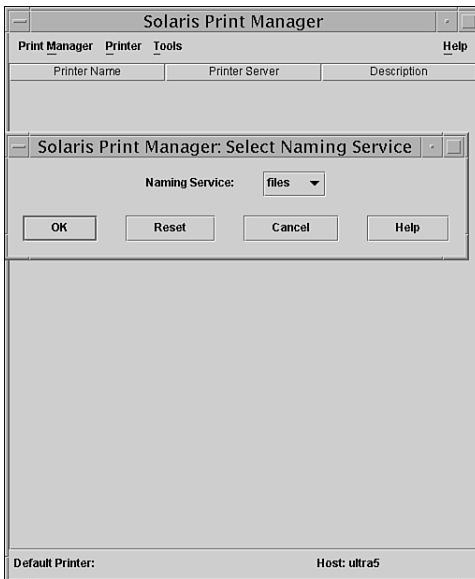 Solaris Print Manager
Print Manager Printer Tools Help
Printer Name Printer Server Description
Solaris Print Manager: Select Naming Service
Naming Service: files
OK Reset Cancel Help
Default Printer: Host: ultra5